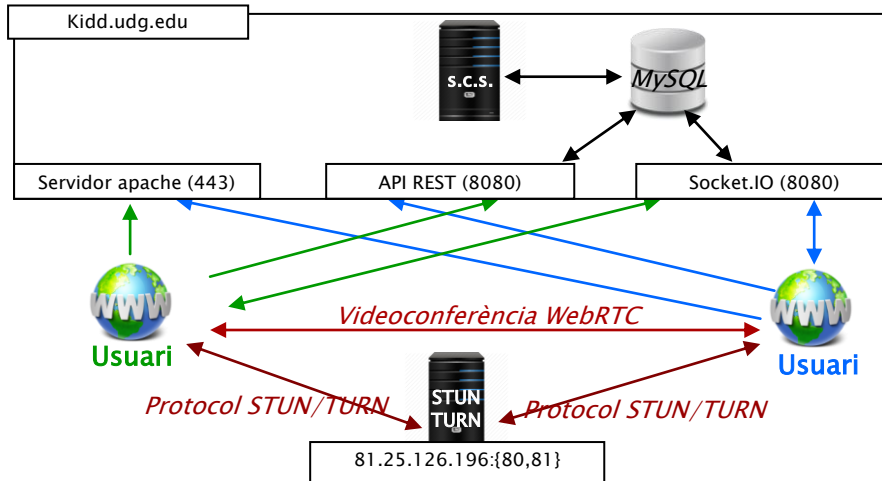 Kidd.udg.edu
s.c.s.
MySQL
Servidor apache (443)
API REST (8080)
Socket.IO (8080)
WWW
WWW
Videoconferència WebRTC
Usuari
Usuari
Protocol STUN/TURN
STUN
TURN
Protocol STUN/TURN
81.25.126.196:{80,81}